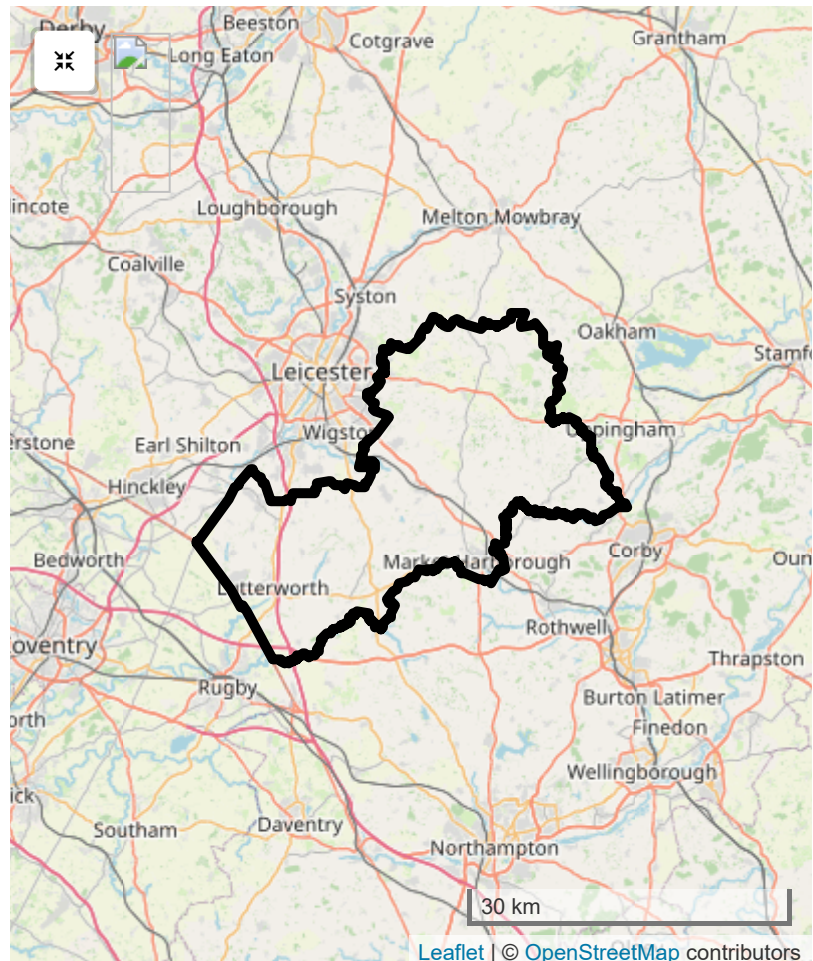 Derby
Beeston
Cotgrave
Grantham
Long Eaton
incote
Loughborough
Melton Mowbray
Coalville
Syston
Oakham
Leicester
Stamf
erstone
Earl Shilton
Wigston
Uppingham
Hinckley
Bedworth
Market Harborough
Corby
Oun
Lutterworth
oventry
Rothwell
Thrapston
Rugby
Burton Latimer
orth
Finedon
Wellingborough
ick
Southam
Daventry
Northampton
30 km
Leaflet | © OpenStreetMap contributors